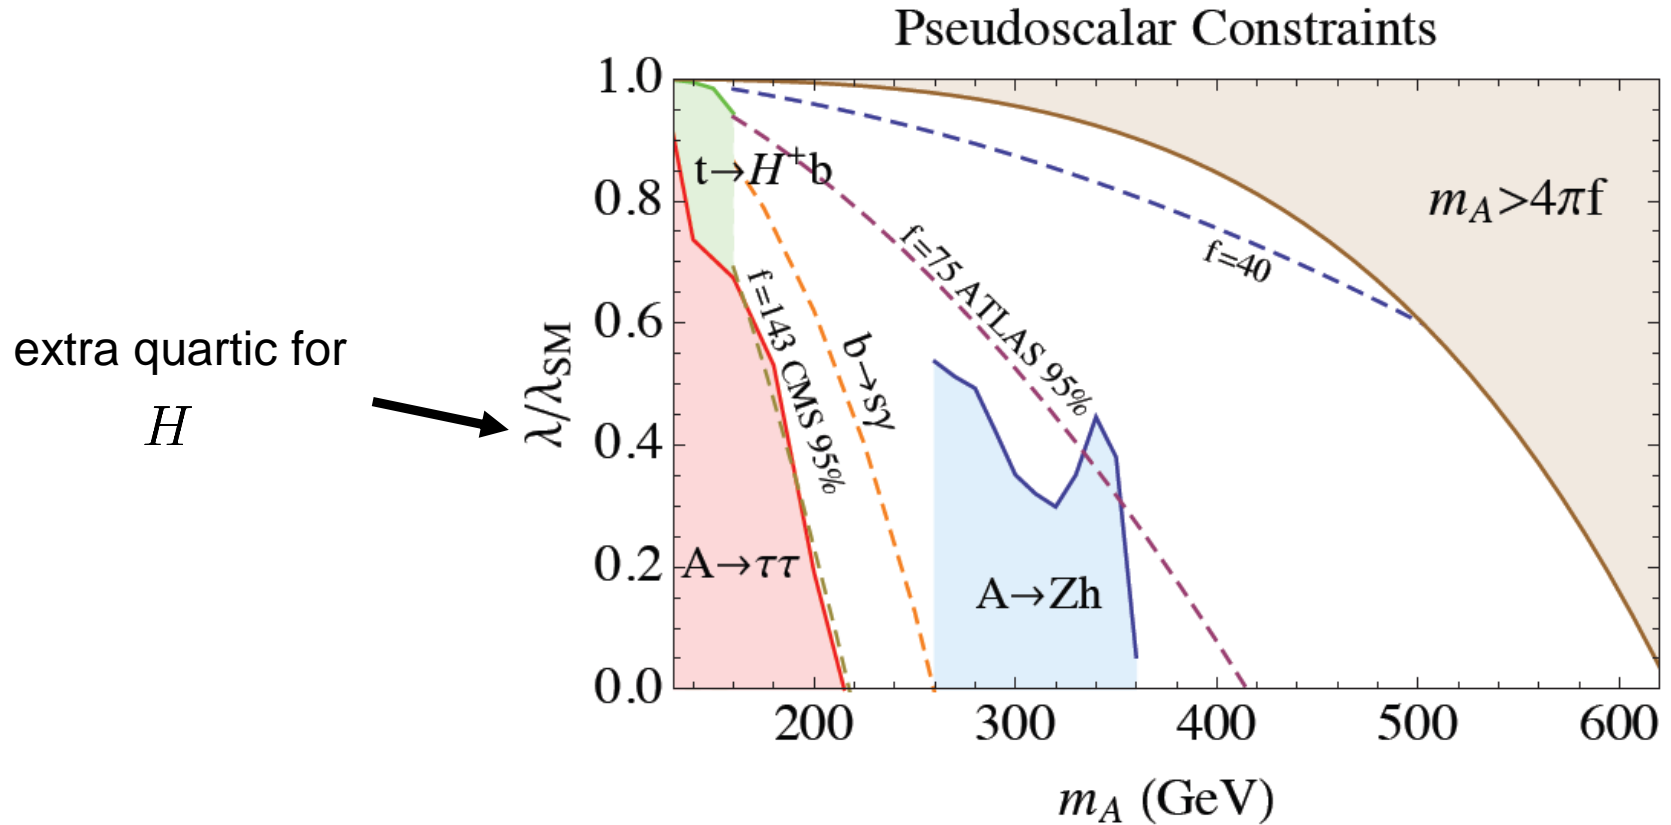 Pseudoscalar Constraints
extra quartic for
H
λ/λSM
1.0
0.8
0.6
0.4
0.2
0.0
t→H⁺b
mA>4πf
f=40
f=75 ATLAS 95%
f=143 CMS 95%
b→sγ
A→ττ
A→Zh
200
300
400
500
600
mA (GeV)